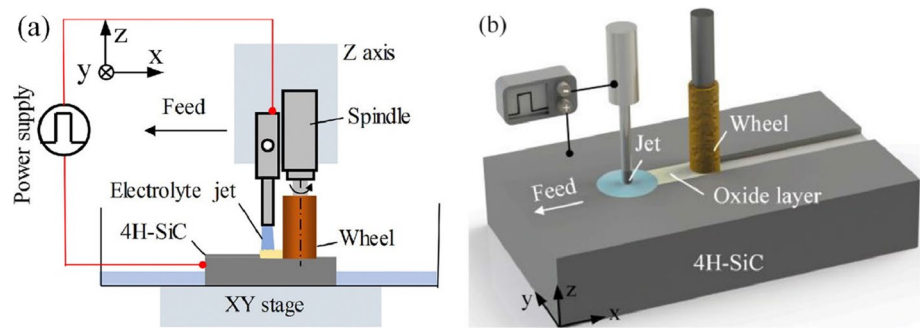 (a)
z
x
y
Z axis
Power supply
Feed
Spindle
Electrolyte jet
4H-SiC
Wheel
XY stage
(b)
Jet
Wheel
Feed
Oxide layer
4H-SiC
z
y
x